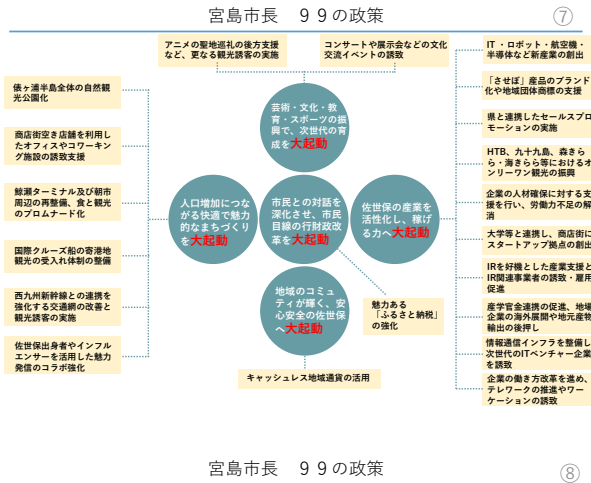 宮島市長　９９の政策
⑦
アニメの聖地巡礼の後方支援
など、更なる観光誘客の実施
コンサートや展示会などの文化
交流イベントの誘致
俵ヶ浦半島全体の自然観
光公園化
商店街空き店舗を利用し
たオフィスやコワーキン
グ施設の誘致支援
鯨瀬ターミナル及び朝市
周辺の再整備、食と観光
のプロムナード化
国際クルーズ船の寄港地
観光の受入れ体制の整備
西九州新幹線との連携を
強化する交通網の改善と
観光誘客の実施
佐世保出身者やインフル
エンサーを活用した魅力
発信のコラボ強化
芸術・文化・教
育・スポーツの振
興で、次世代の育
成を大起動
人口増加につな
がる快適で魅力
的なまちづくり
を大起動
市民との対話を
深化させ、市民
目線の行財政改
革を大起動
佐世保の産業を
活性化し、稼げ
る力へ大起動
地域のコミュ
ティが輝く、安
心安全の佐世保
へ大起動
魅力ある
「ふるさと納税」
の強化
キャッシュレス地域通貨の活用
IT ・ロボット・航空機・
半導体など新産業の創出
「させぼ」産品のブランド
化や地域団体商標の支援
県と連携したセールスプロ
モーションの実施
HTB、九十九島、森きら
ら・海きらら等におけるオ
ンリーワン観光の振興
企業の人材確保に対する支
援を行い、労働力不足の解
消
大学等と連携し、商店街に
スタートアップ拠点の創出
IRを好機とした産業支援と
IR関連事業者の誘致・雇用
促進
産学官金連携の促進、地場
企業の海外展開や地元産物
輸出の後押し
情報通信インフラを整備し
次世代のITベンチャー企業
を誘致
企業の働き方改革を進め、
テレワークの推進やワー
ケーションの誘致
宮島市長　９９の政策
⑧